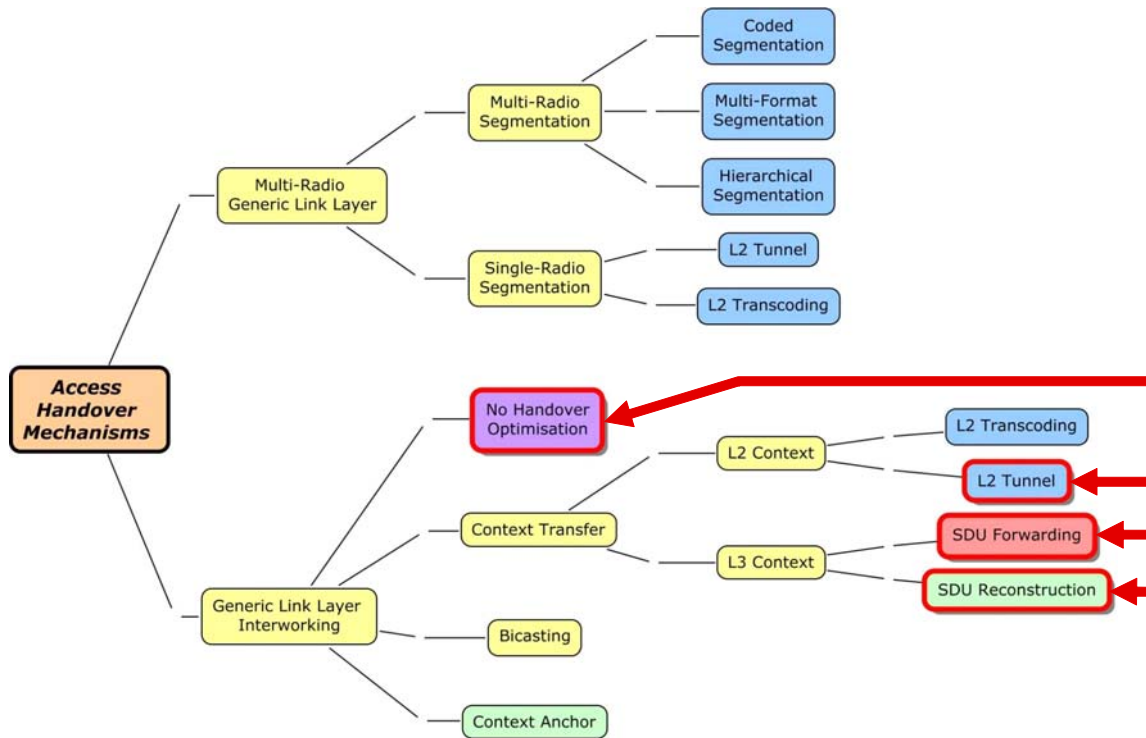 Coded
Segmentation
Multi-Radio
Segmentation
Multi-Format
Segmentation
Hierarchical
Segmentation
Multi-Radio
Generic Link Layer
Single-Radio
Segmentation
L2 Tunnel
L2 Transcoding
Access
Handover
Mechanisms
No Handover
Optimisation
L2 Context
L2 Transcoding
L2 Tunnel
Context Transfer
L3 Context
SDU Forwarding
SDU Reconstruction
Generic Link Layer
Interworking
Bicasting
Context Anchor